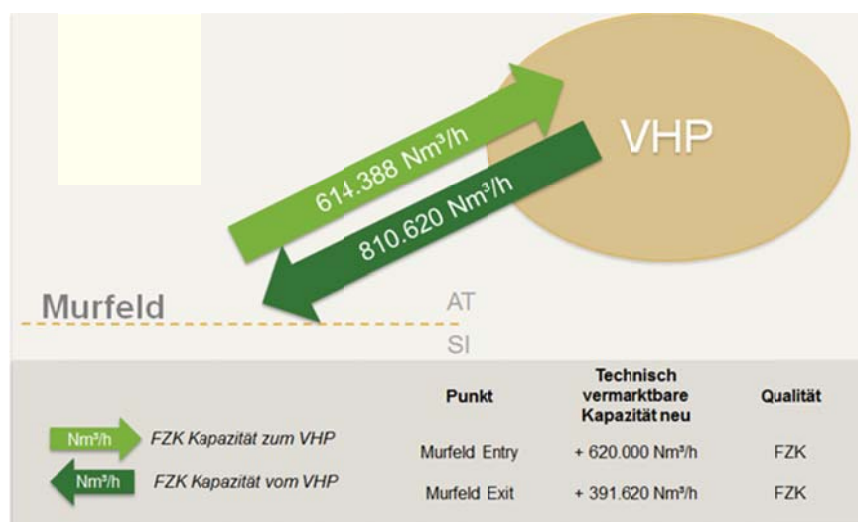 614.388 Nm³/h
VHP
810.620 Nm³/h
Murfeld
AT
SI
Punkt Technisch vermarktbare Kapazität neu Qualität
Nm³/h FZK Kapazität zum VHP
Murfeld Entry + 620.000 Nm³/h FZK
Nm³/h FZK Kapazität vom VHP
Murfeld Exit + 391.620 Nm³/h FZK